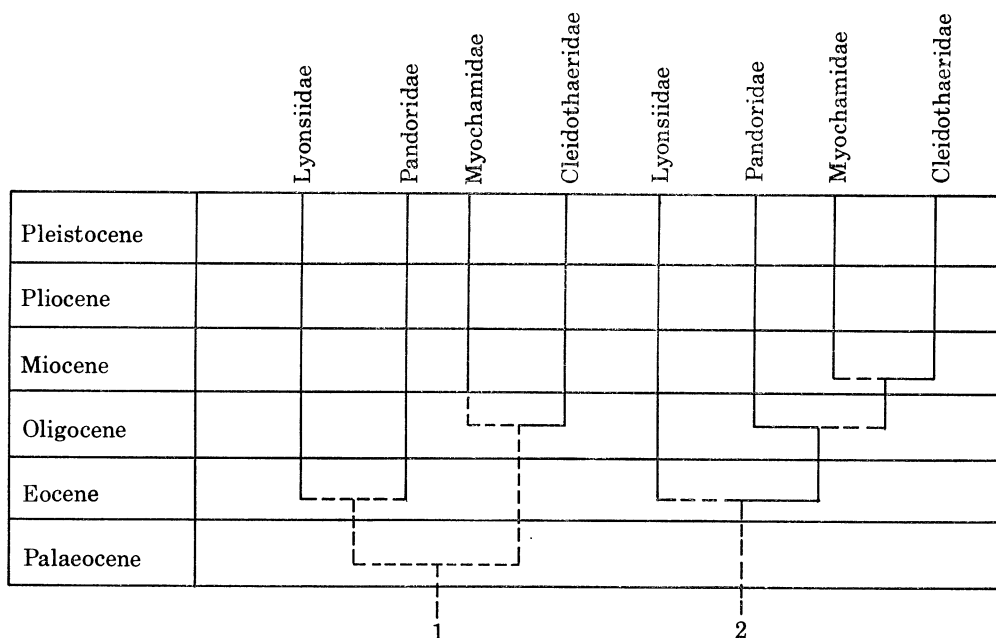 Lyonsiidae
Pandoridae
Myochamidae
Cleidothaeridae
Lyonsiidae
Pandoridae
Myochamidae
Cleidothaeridae
Pleistocene
Pliocene
Miocene
Oligocene
Eocene
Palaeocene
1
2